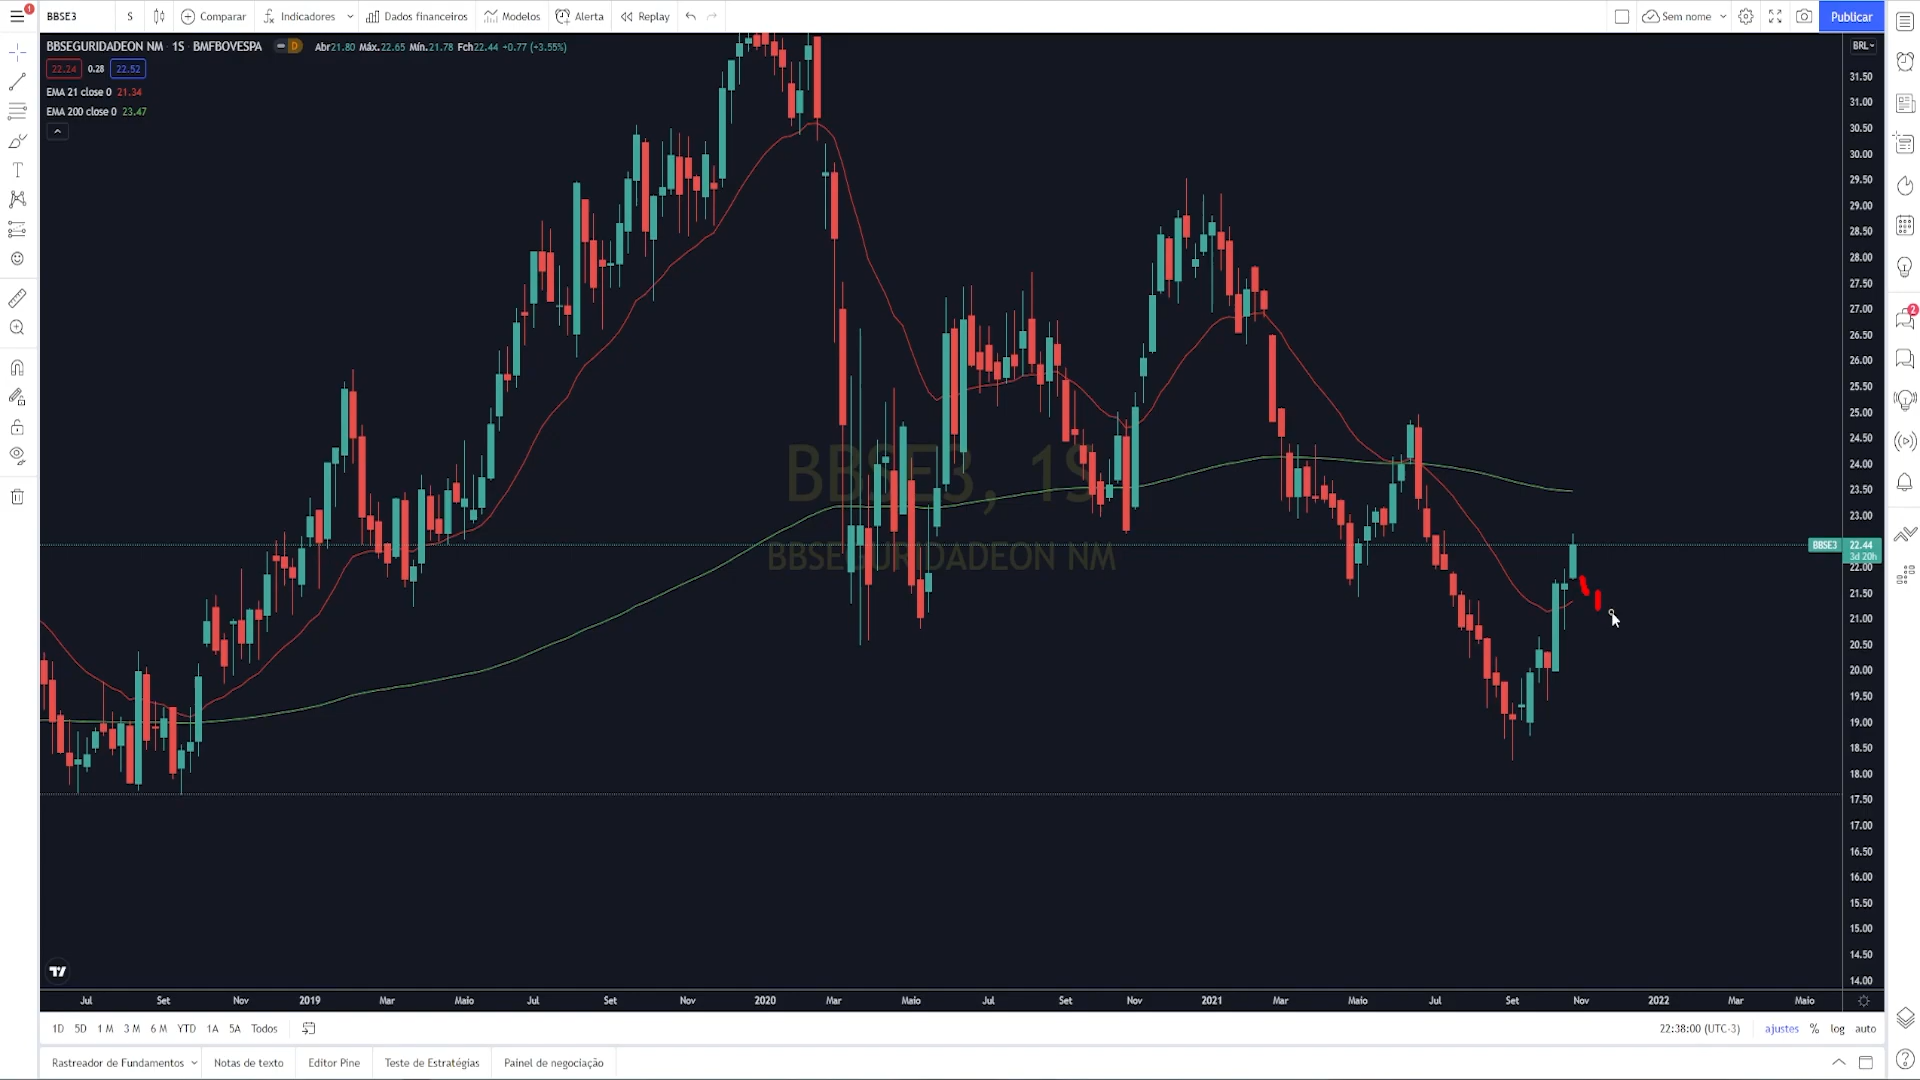 1
BBSE3
S
Comparar
Indicadores
Dados financeiros
Modelos
Alerta
Replay
Sem nome
Publicar
BBSEGURIDADEON NM · 1S · BMFBOVESPA
D
Abr21.80 Máx.22.65 Mín.21.78 Fch22.44 +0.77 (+3.55%)
BRL
22.24 0.28 22.52
EMA 21 close 0 21.34
EMA 200 close 0 23.47
31.50
31.00
30.50
30.00
29.50
29.00
28.50
28.00
27.50
27.00
26.50
26.00
25.50
25.00
24.50
24.00
23.50
23.00
BBSE3 22.44
3d 20h
22.00
21.50
21.00
20.50
20.00
19.50
19.00
18.50
18.00
17.50
17.00
16.50
16.00
15.50
15.00
14.50
14.00
BBSE3, 1S
BBSEGURIDADEON NM
2
Jul Set Nov 2019 Mar Maio Jul Set Nov 2020 Mar Maio Jul Set Nov 2021 Mar Maio Jul Set Nov 2022 Mar Maio
1D 5D 1 M 3 M 6 M YTD 1A 5A Todos
22:38:00 (UTC-3) ajustes % log auto
Rastreador de Fundamentos Notas de texto Editor Pine Teste de Estratégias Painel de negociação